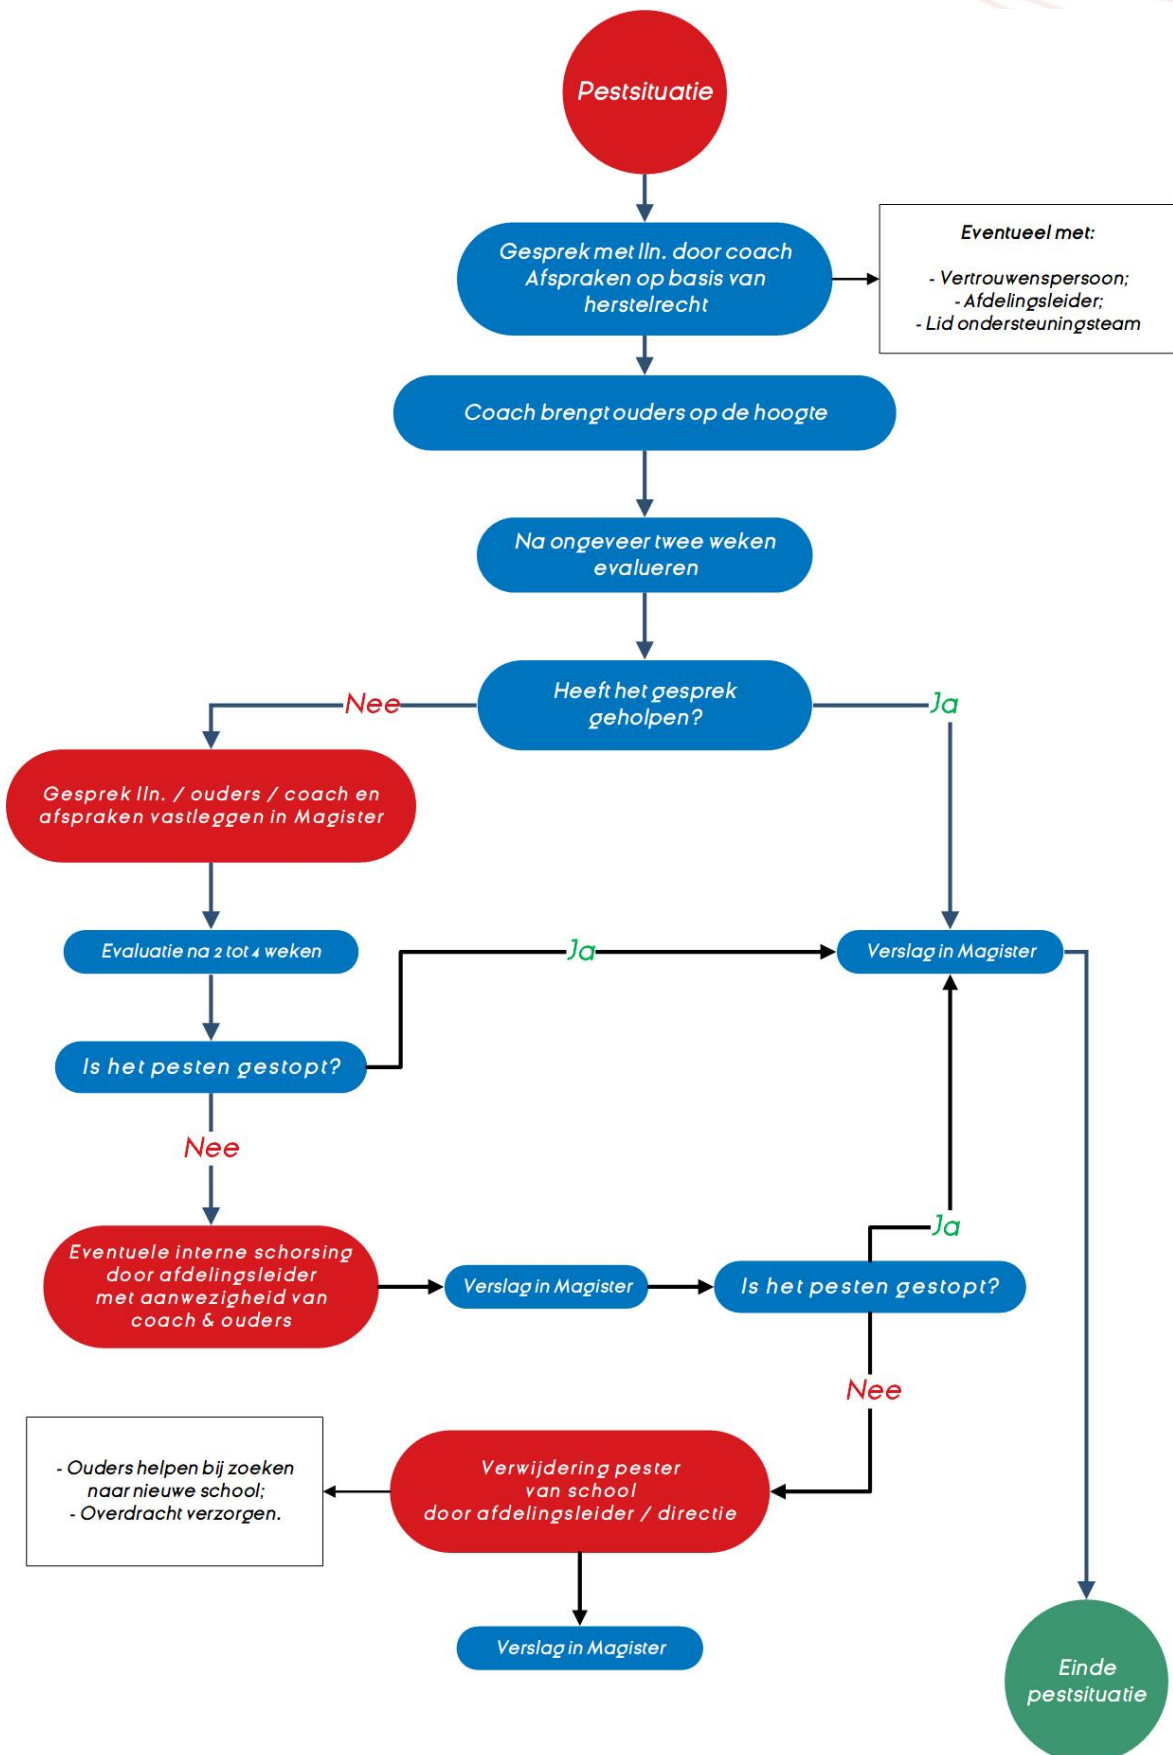 Pestsituatie
Gesprek met lln. door coach
Afspraken op basis van
herstelrecht
Eventueel met:
- Vertrouwenspersoon;
- Afdelingsleider;
- Lid ondersteuningsteam
Coach brengt ouders op de hoogte
Na ongeveer twee weken
evalueren
Heeft het gesprek
geholpen?
Nee
Ja
Gesprek lln. / ouders / coach en
afspraken vastleggen in Magister
Evaluatie na 2 tot 4 weken
Ja
Verslag in Magister
Is het pesten gestopt?
Nee
Eventuele interne schorsing
door afdelingsleider
met aanwezigheid van
coach & ouders
Verslag in Magister
Is het pesten gestopt?
Ja
Nee
- Ouders helpen bij zoeken
naar nieuwe school;
- Overdracht verzorgen.
Verwijdering pester
van school
door afdelingsleider / directie
Verslag in Magister
Einde
pestsituatie